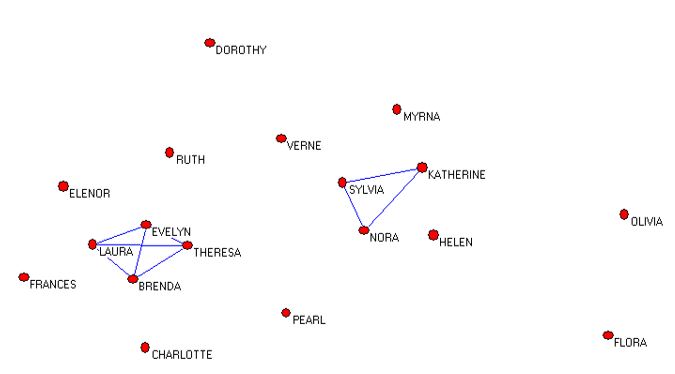 DOROTHY
MYRNA
VERNE
RUTH
KATHERINE
SYLVIA
ELENOR
OLIVIA
EVELYN
NORA
HELEN
LAURA
THERESA
FRANCES
BRENDA
PEARL
FLORA
CHARLOTTE